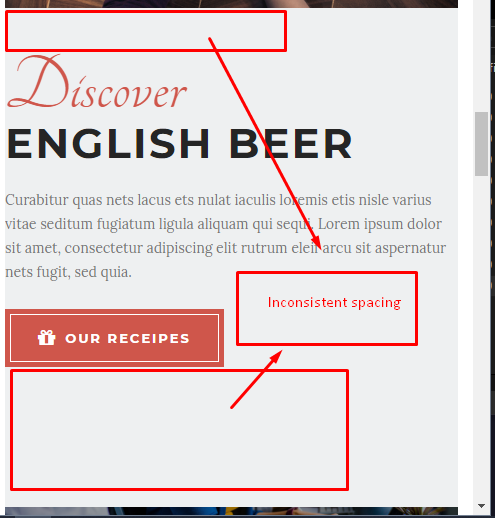 Discover
ENGLISH BEER
Curabitur quas nets lacus ets nulat iaculis loremis etis nisle varius
vitae seditum fugiatum ligula aliquam qui sequi. Lorem ipsum dolor
sit amet, consectetur adipiscing elit rutrum eleif arcu sit aspernatur
nets fugit, sed quia.
Inconsistent spacing
OUR RECEIPES